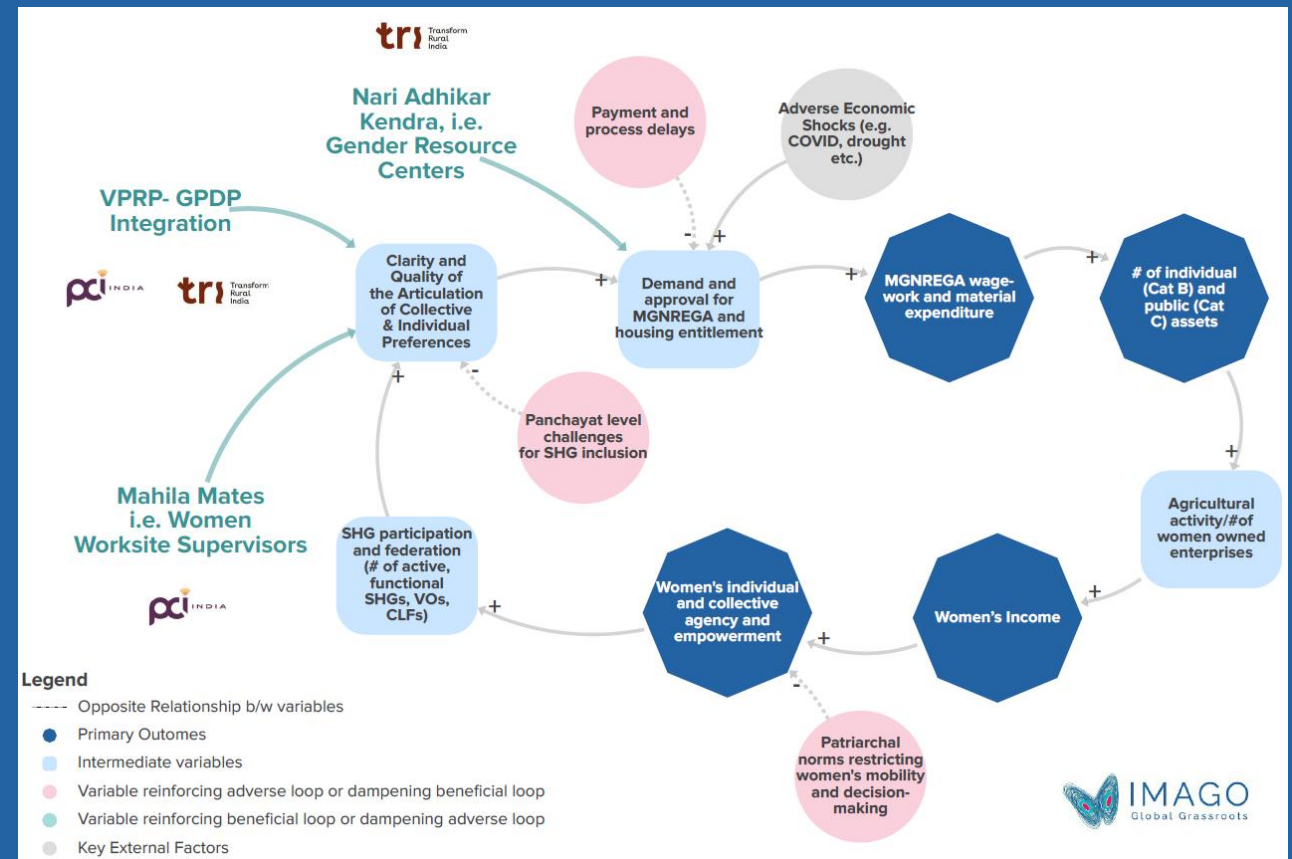 tri Transform
Rural
India
Nari Adhikar
Kendra, i.e.
Gender Resource
Centers
Payment and
process delays
Adverse Economic
Shocks (e.g.
COVID, drought
etc.)
VPRP- GPDP
Integration
pci INDIA
tri Transform
Rural
India
Clarity and
Quality of
the Articulation
of Collective
& Individual
Preferences
+
-
+
Demand and
approval for
MGNREGA and
housing entitlement
+
MGNREGA wage-
work and material
expenditure
+
# of individual
(Cat B) and
public (Cat
C) assets
+
-
Panchayat level
challenges
for SHG inclusion
+
Mahila Mates
i.e. Women
Worksite Supervisors
pci INDIA
SHG participation
and federation
(# of active,
functional
SHGs, VOs,
CLFs)
+
Women's individual
and collective
agency and
empowerment
+
-
Women's Income
+
Agricultural
activity/#of
women owned
enterprises
Patriarchal
norms restricting
women's mobility
and decision-
making
Legend
Opposite Relationship b/w variables
Primary Outcomes
Intermediate variables
Variable reinforcing adverse loop or dampening beneficial loop
Variable reinforcing beneficial loop or dampening adverse loop
Key External Factors
IMAGO
Global Grassroots